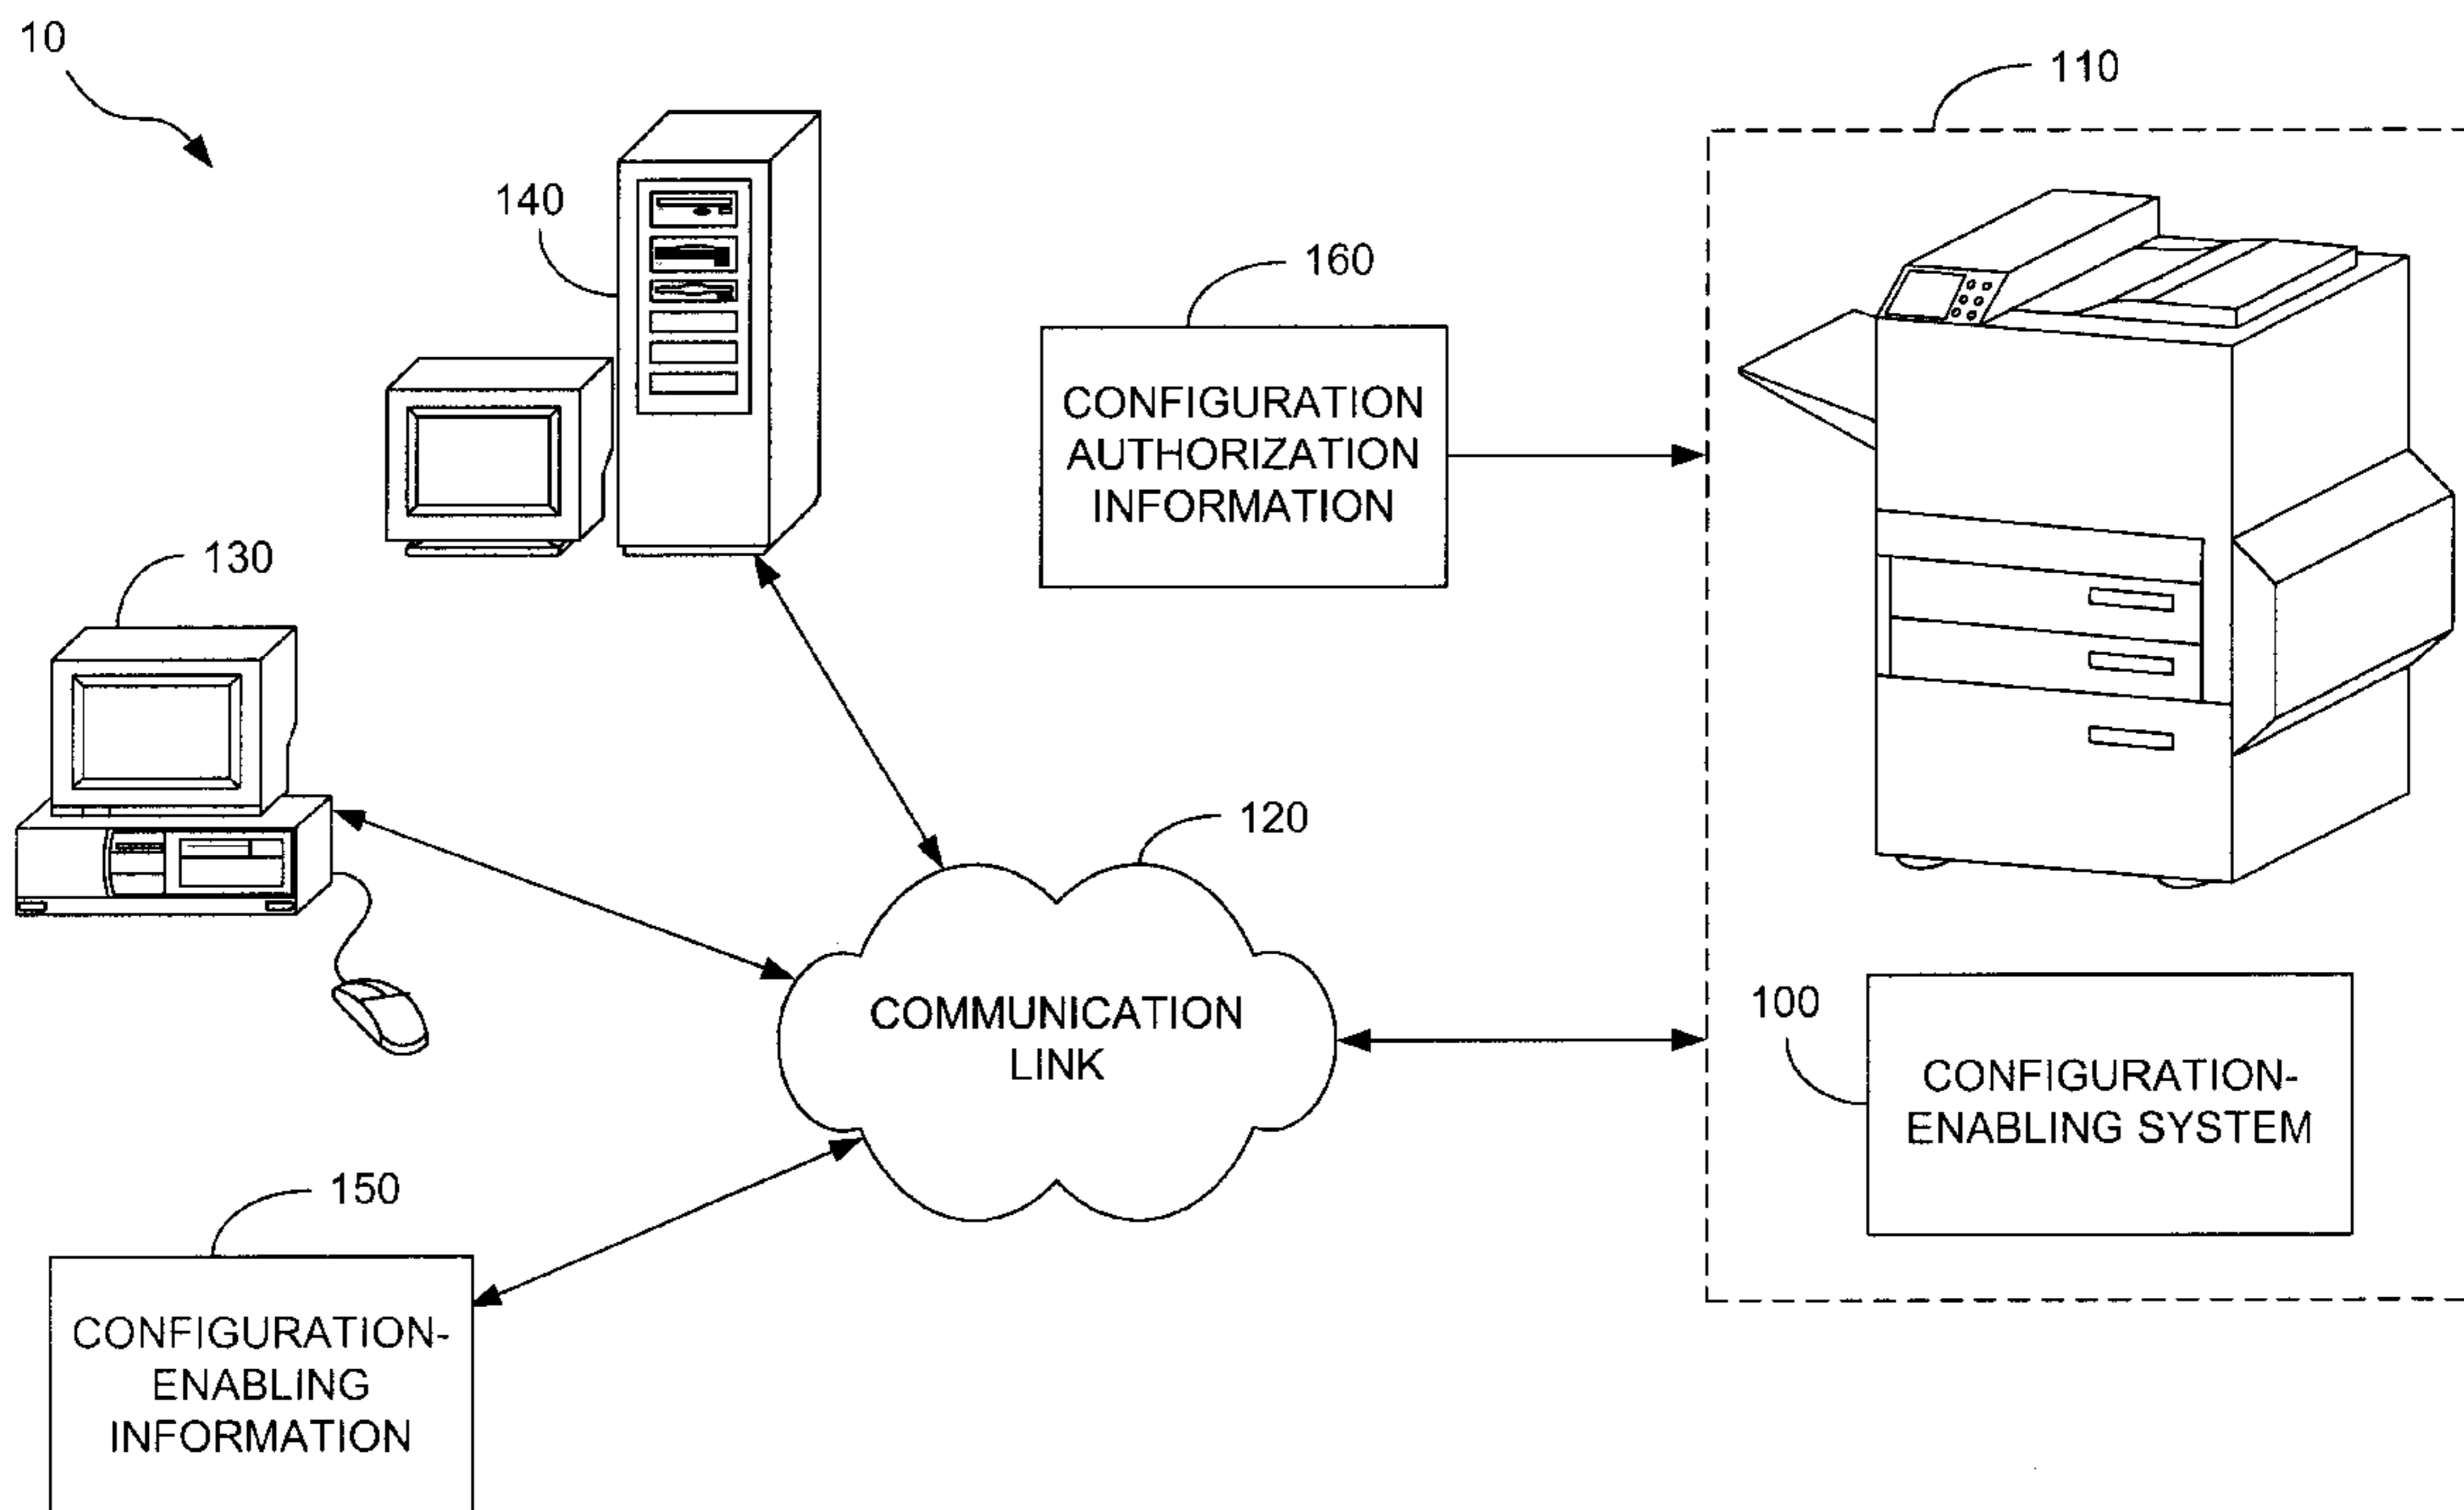 10
110
140
160
CONFIGURATION
AUTHORIZATION
INFORMATION
130
120
COMMUNICATION
LINK
100
CONFIGURATION-
ENABLING SYSTEM
150
CONFIGURATION-
ENABLING
INFORMATION